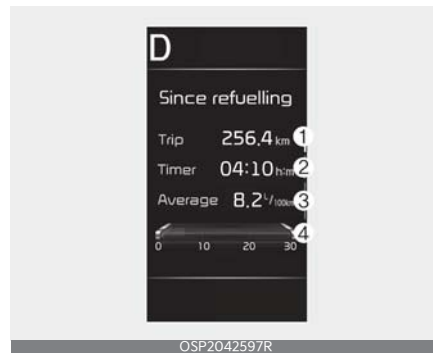 D
Since refuelling
Trip 256.4 km ①
Timer 04:10 h:m ②
Average 8.2 L/100km ③
④
0 10 20 30
OSP2042597R